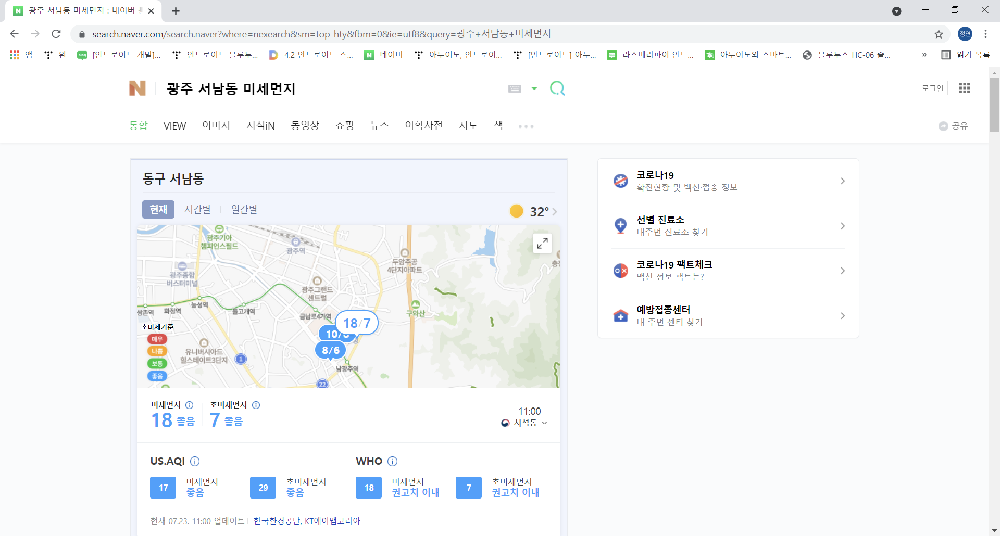 광주 서남동 미세먼지 : 네이버
search.naver.com/search.naver?where=nexearch&sm=top_hty&fbm=0&ie=utf8&query=광주+서남동+미세먼지
정연
앱
완
[안드로이드 개발]...
안드로이드 블루투...
4.2 안드로이드 스...
네이버
아두이노, 안드로이...
[안드로이드] 아두...
라즈베리파이 안드...
아두이노와 스마트...
블루투스 HC-06 슬...
»
읽기 목록
N
광주 서남동 미세먼지
로그인
통합 VIEW 이미지 지식iN 동영상 쇼핑 뉴스 어학사전 지도 책
공유
동구 서남동
현재 시간별 일간별
32°
광주기아
챔피언스필드
광주역
두암주공
4단지아파트
광주종합
버스터미널
광주그랜드
센트럴
쌍촌역
화정역
농성역
돌고개역
금남로4가역
구와산
초미세기준
매우
나쁨
보통
좋음
유니버시아드
힐스테이트3단지
1
18/7
8/6
남광주역
22
미세먼지
18 좋음
초미세먼지
7 좋음
11:00
서석동
US.AQI
17 미세먼지
좋음
29 초미세먼지
좋음
WHO
18 미세먼지
권고치 이내
7 초미세먼지
권고치 이내
현재 07.23. 11:00 업데이트 한국환경공단, KT에어맵코리아
코로나19
확진현황 및 백신·접종 정보
선별 진료소
내주변 진료소 찾기
코로나19 팩트체크
백신 정보 팩트는?
예방접종센터
내 주변 센터 찾기